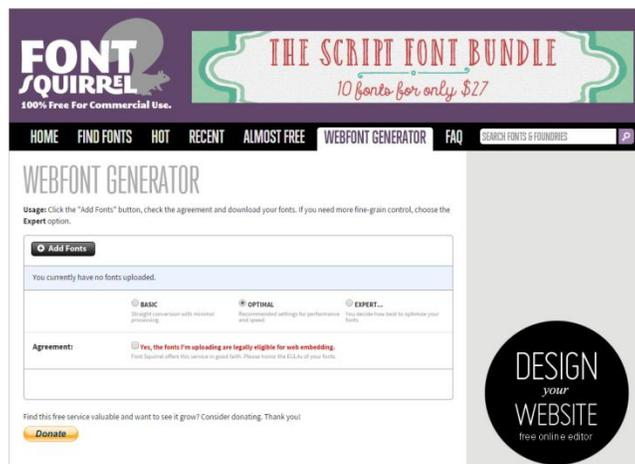 FONT
SQUIRREL
100% Free For Commercial Use.
THE SCRIPT FONT BUNDLE
10 fonts for only $27
HOME FIND FONTS HOT RECENT ALMOST FREE WEBFONT GENERATOR FAQ SEARCH FONTS & FOUNDRIES
WEBFONT GENERATOR
Usage: Click the "Add Fonts" button, check the agreement and download your fonts. If you need more fine-grain control, choose the
Expert option.
Add Fonts
You currently have no fonts uploaded.
BASIC
Straight conversion with minimal
processing.
OPTIMAL
Recommended settings for performance
and speed.
EXPERT...
You decide how best to optimize your
fonts.
Agreement:
Yes, the fonts I'm uploading are legally eligible for web embedding.
Font Squirrel offers this service in good faith. Please honor the EULAs of your fonts.
Find this free service valuable and want to see it grow? Consider donating. Thank you!
Donate
DESIGN
your
WEBSITE
free online editor